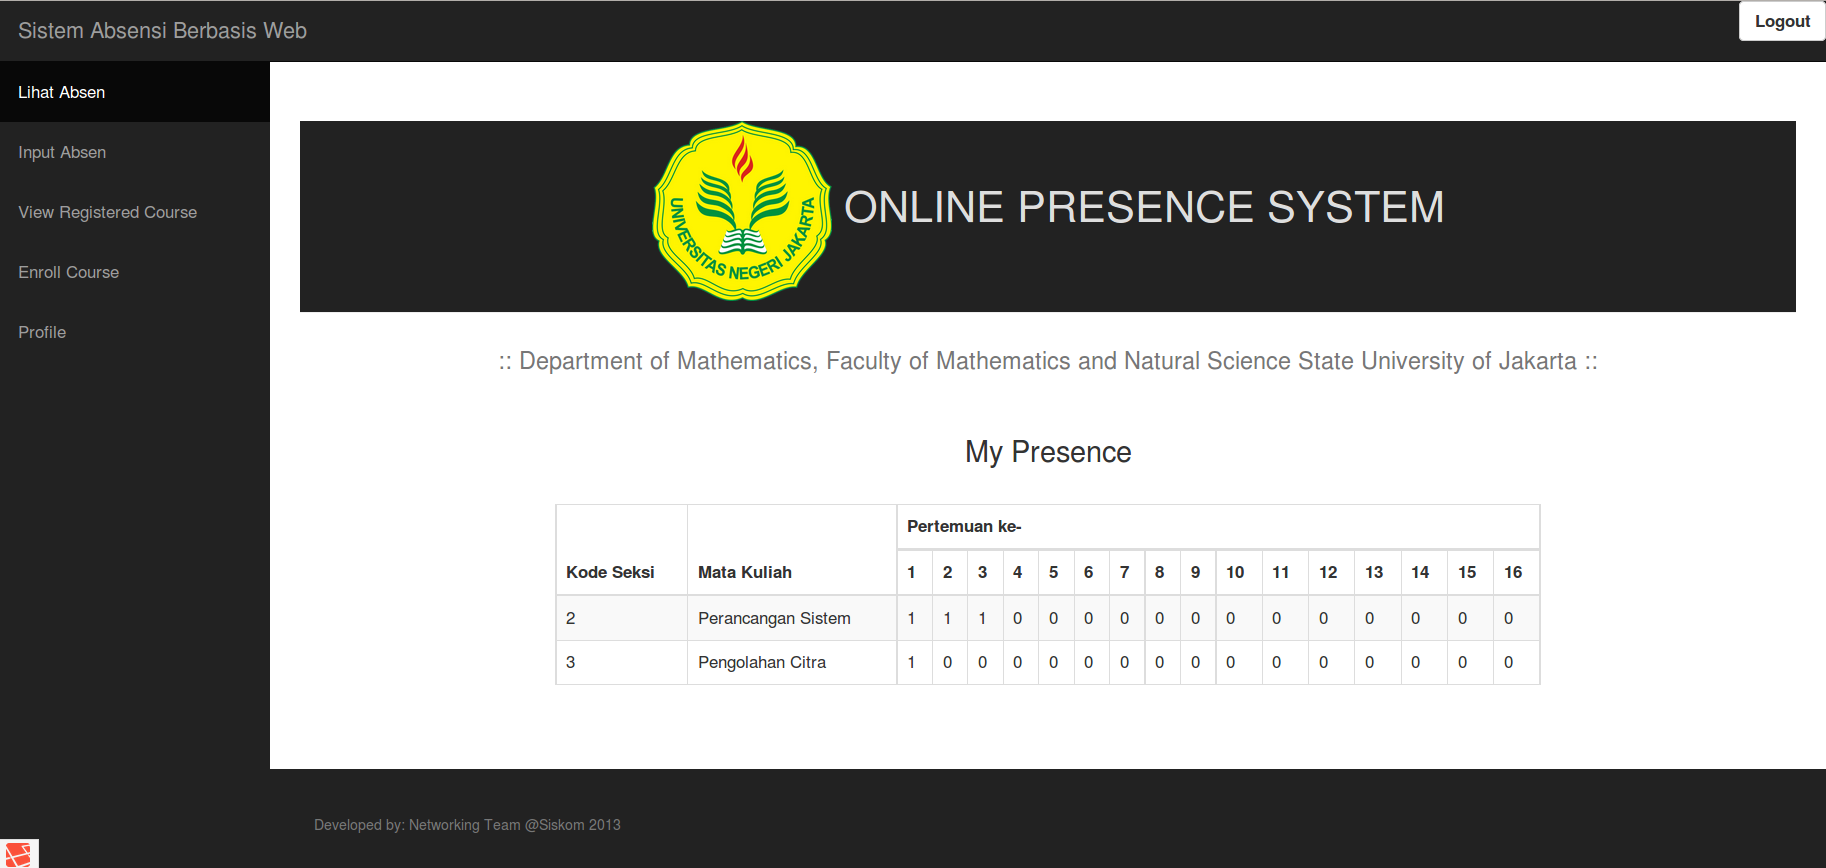 Sistem Absensi Berbasis Web
Logout
Lihat Absen
Input Absen
View Registered Course
Enroll Course
Profile
UNIVERSITAS NEGERI JAKARTA
ONLINE PRESENCE SYSTEM
:: Department of Mathematics, Faculty of Mathematics and Natural Science State University of Jakarta ::
My Presence
Pertemuan ke-
Kode Seksi Mata Kuliah 1 2 3 4 5 6 7 8 9 10 11 12 13 14 15 16
2 Perancangan Sistem 1 1 1 0 0 0 0 0 0 0 0 0 0 0 0 0
3 Pengolahan Citra 1 0 0 0 0 0 0 0 0 0 0 0 0 0 0 0
Developed by: Networking Team @Siskom 2013